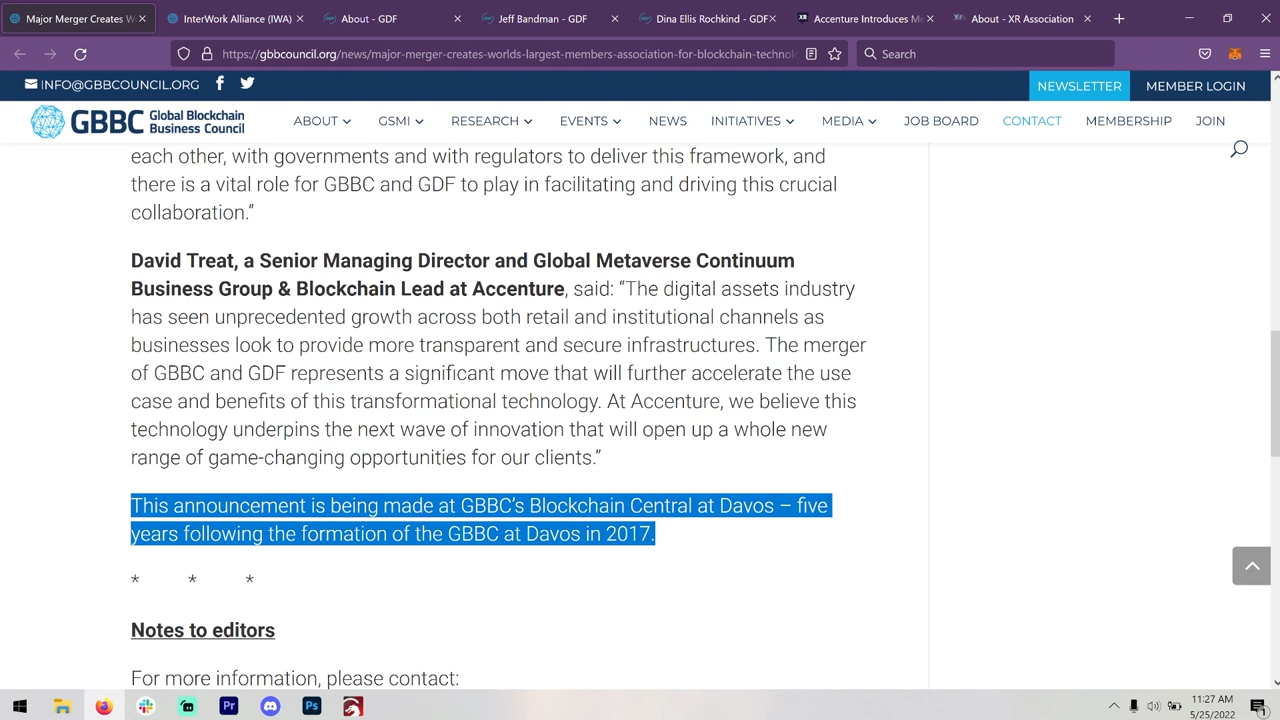 Major Merger Creates W
InterWork Alliance (IWA)
About - GDF
Jeff Bandman - GDF
Dina Ellis Rochkind - GDF
Accenture Introduces Me
About - XR Association
https://gbbcouncil.org/news/major-merger-creates-worlds-largest-members-association-for-blockchain-technolo
Search
INFO@GBBCOUNCIL.ORG
NEWSLETTER
MEMBER LOGIN
GBBC Global Blockchain
Business Council
ABOUT
GSMI
RESEARCH
EVENTS
NEWS
INITIATIVES
MEDIA
JOB BOARD
CONTACT
MEMBERSHIP
JOIN
each other, with governments and with regulators to deliver this framework, and
there is a vital role for GBBC and GDF to play in facilitating and driving this crucial
collaboration.”
David Treat, a Senior Managing Director and Global Metaverse Continuum
Business Group & Blockchain Lead at Accenture, said: “The digital assets industry
has seen unprecedented growth across both retail and institutional channels as
businesses look to provide more transparent and secure infrastructures. The merger
of GBBC and GDF represents a significant move that will further accelerate the use
case and benefits of this transformational technology. At Accenture, we believe this
technology underpins the next wave of innovation that will open up a whole new
range of game-changing opportunities for our clients.”
This announcement is being made at GBBC’s Blockchain Central at Davos – five
years following the formation of the GBBC at Davos in 2017.
* * *
Notes to editors
For more information, please contact:
Pr
Ps
11:27 AM
5/25/2022
1